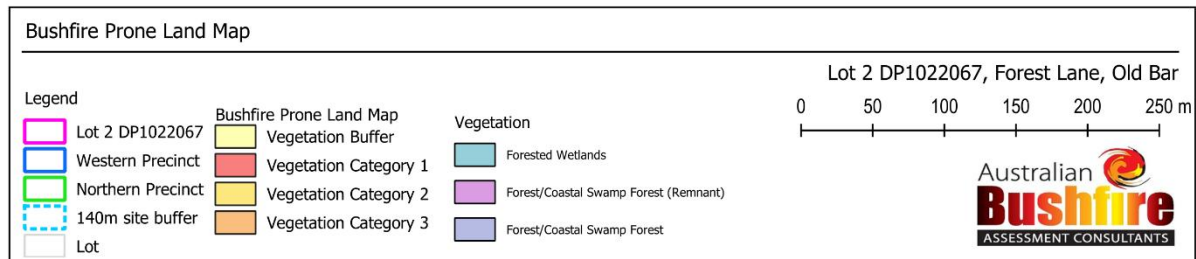 Bushfire Prone Land Map
Lot 2 DP1022067, Forest Lane, Old Bar
0 50 100 150 200 250 m
Legend
Lot 2 DP1022067
Western Precinct
Northern Precinct
140m site buffer
Lot
Bushfire Prone Land Map
Vegetation Buffer
Vegetation Category 1
Vegetation Category 2
Vegetation Category 3
Vegetation
Forested Wetlands
Forest/Coastal Swamp Forest (Remnant)
Forest/Coastal Swamp Forest
Australian
Bushfire
ASSESSMENT CONSULTANTS